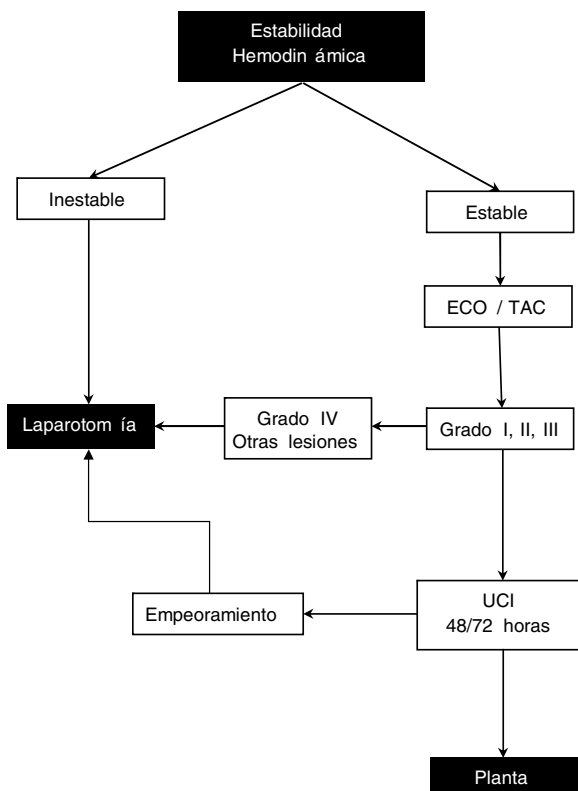 Estabilidad
Hemodin ámica
Inestable
Estable
ECO / TAC
Laparotom ía
Grado IV
Otras lesiones
Grado I, II, III
Empeoramiento
UCI
48/72 horas
Planta